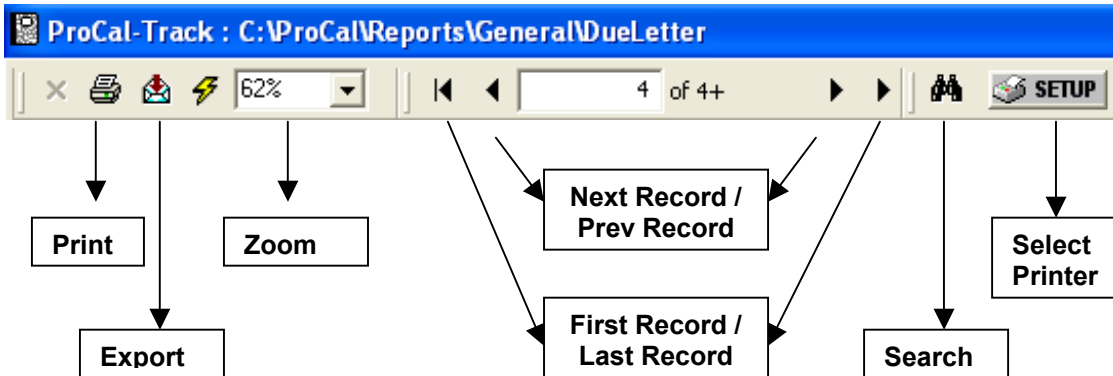 ProCal-Track : C:\ProCal\Reports\General\DueLetter
62%
4 of 4+
SETUP
Next Record /
Prev Record
Print
Zoom
Select
Printer
First Record /
Last Record
Export
Search